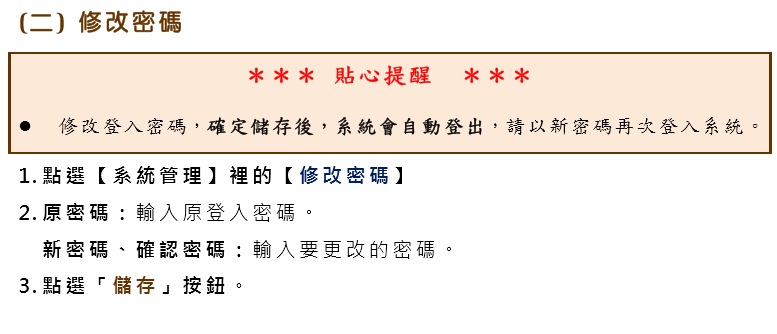 (二) 修改密碼
＊＊＊ 貼心提醒 ＊＊＊
● 修改登入密碼，確定儲存後，系統會自動登出，請以新密碼再次登入系統。
1. 點選【系統管理】裡的【修改密碼】
2. 原密碼：輸入原登入密碼。
新密碼、確認密碼：輸入要更改的密碼。
3. 點選「儲存」按鈕。